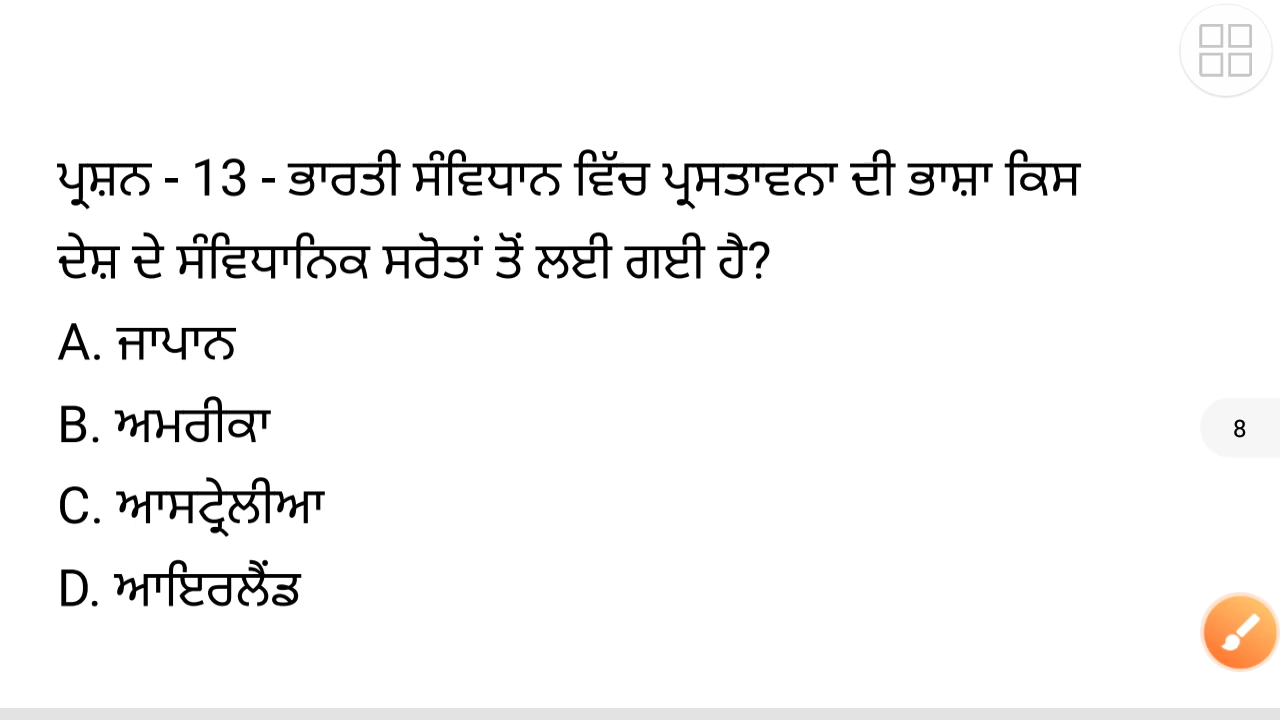 ਪ੍ਰਸ਼ਨ - 13 - ਭਾਰਤੀ ਸੰਵਿਧਾਨ ਵਿੱਚ ਪ੍ਰਸਤਾਵਨਾ ਦੀ ਭਾਸ਼ਾ ਕਿਸ
ਦੇਸ਼ ਦੇ ਸੰਵਿਧਾਨਿਕ ਸਰੋਤਾਂ ਤੋਂ ਲਈ ਗਈ ਹੈ?
A. ਜਾਪਾਨ
B. ਅਮਰੀਕਾ
8
C. ਆਸਟ੍ਰੇਲੀਆ
D. ਆਇਰਲੈਂਡ